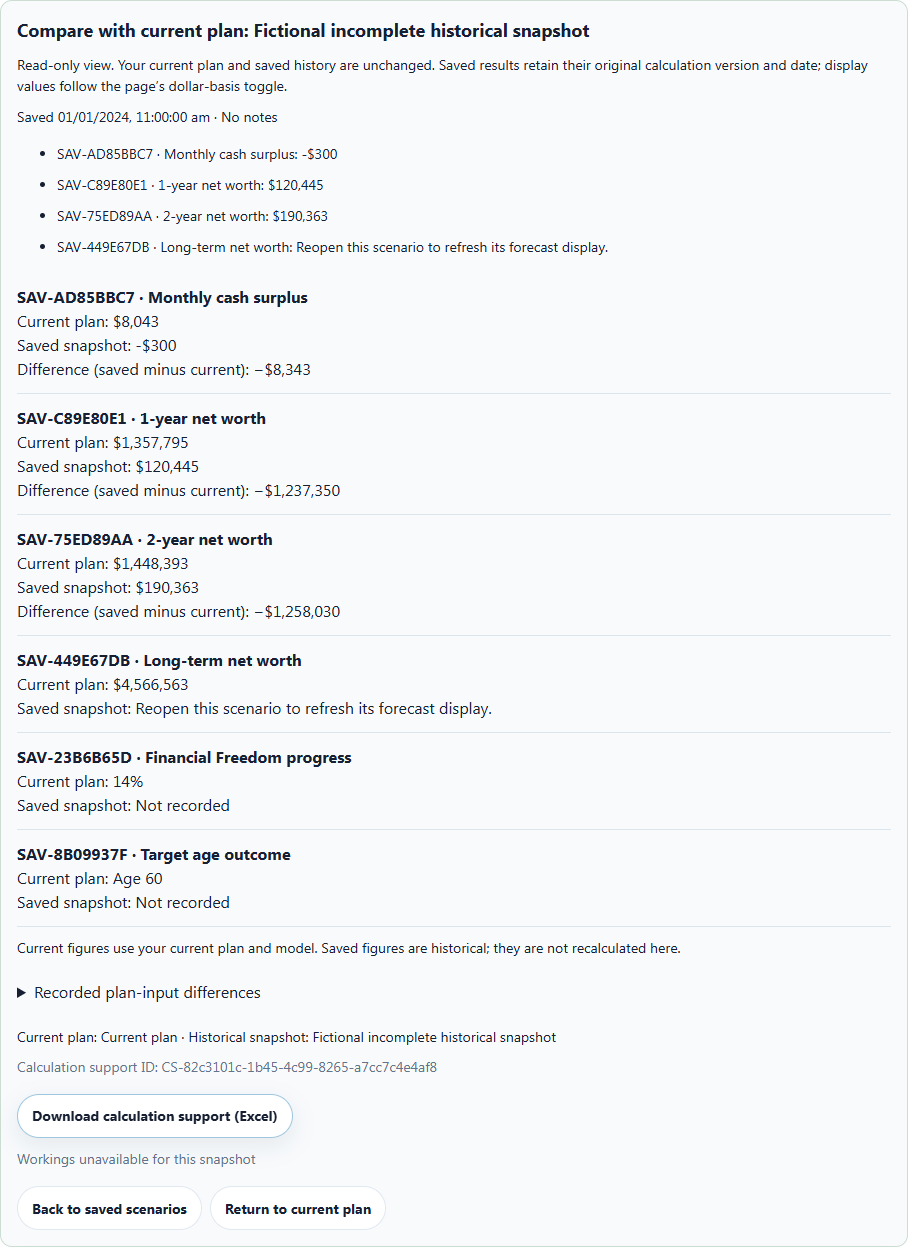 Compare with current plan: Fictional incomplete historical snapshot
Read-only view. Your current plan and saved history are unchanged. Saved results retain their original calculation version and date; display
values follow the page’s dollar-basis toggle.
Saved 01/01/2024, 11:00:00 am · No notes
• SAV-AD85BBC7 · Monthly cash surplus: -$300
• SAV-C89E80E1 · 1-year net worth: $120,445
• SAV-75ED89AA · 2-year net worth: $190,363
• SAV-449E67DB · Long-term net worth: Reopen this scenario to refresh its forecast display.
SAV-AD85BBC7 · Monthly cash surplus
Current plan: $8,043
Saved snapshot: -$300
Difference (saved minus current): −$8,343
SAV-C89E80E1 · 1-year net worth
Current plan: $1,357,795
Saved snapshot: $120,445
Difference (saved minus current): −$1,237,350
SAV-75ED89AA · 2-year net worth
Current plan: $1,448,393
Saved snapshot: $190,363
Difference (saved minus current): −$1,258,030
SAV-449E67DB · Long-term net worth
Current plan: $4,566,563
Saved snapshot: Reopen this scenario to refresh its forecast display.
SAV-23B6B65D · Financial Freedom progress
Current plan: 14%
Saved snapshot: Not recorded
SAV-8B09937F · Target age outcome
Current plan: Age 60
Saved snapshot: Not recorded
Current figures use your current plan and model. Saved figures are historical; they are not recalculated here.
▶ Recorded plan-input differences
Current plan: Current plan · Historical snapshot: Fictional incomplete historical snapshot
Calculation support ID: CS-82c3101c-1b45-4c99-8265-a7cc7c4e4af8
Download calculation support (Excel)
Workings unavailable for this snapshot
Back to saved scenarios
Return to current plan